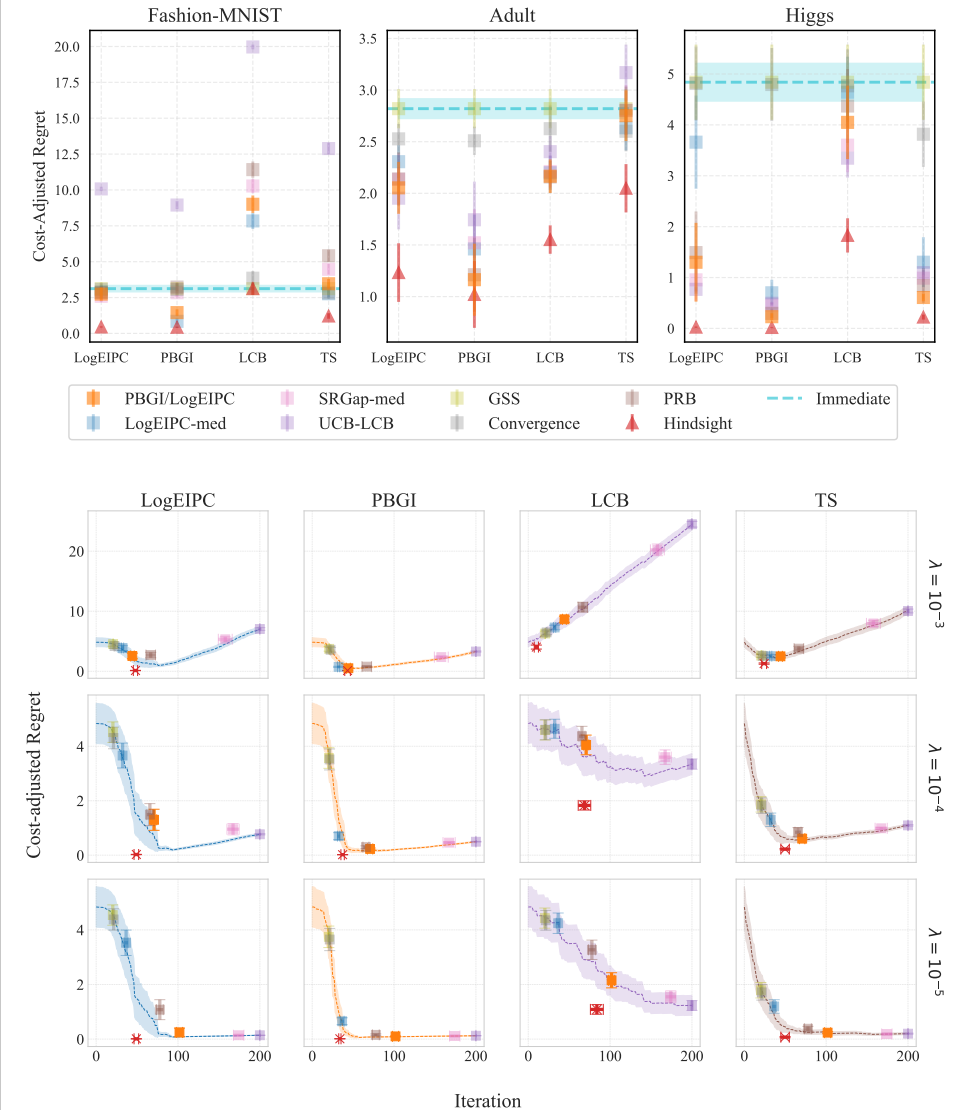 Fashion-MNIST Adult Higgs
Cost-Adjusted Regret
20.0
17.5
15.0
12.5
10.0
7.5
5.0
2.5
0.0
3.5
3.0
2.5
2.0
1.5
1.0
5
4
3
2
1
0
LogEIPC PBGI LCB TS LogEIPC PBGI LCB TS LogEIPC PBGI LCB TS
PBGI/LogEIPC SRGap-med GSS PRB Immediate
LogEIPC-med UCB-LCB Convergence Hindsight
LogEIPC PBGI LCB TS
Cost-adjusted Regret
20
10
0
λ = 10⁻³
4
2
0
λ = 10⁻⁴
4
2
0
λ = 10⁻⁵
0 100 200 0 100 200 0 100 200 0 100 200
Iteration